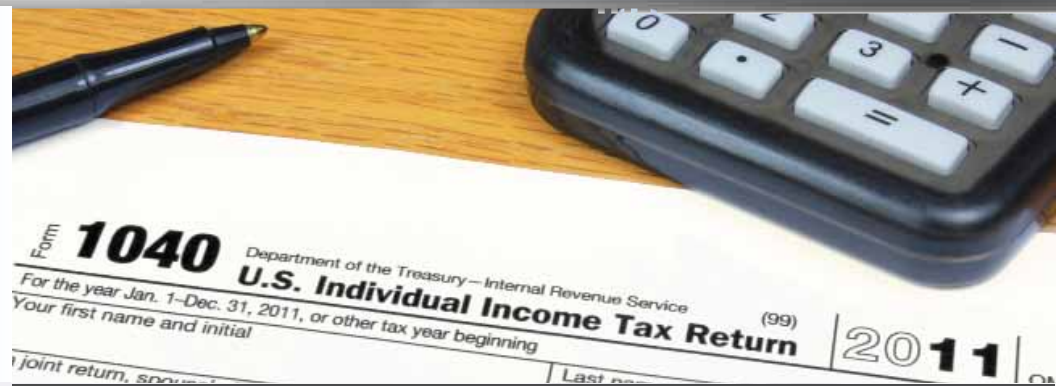 0 2 3 −
. +
=
Form 1040 Department of the Treasury—Internal Revenue Service
U.S. Individual Income Tax Return (99) 2011
For the year Jan. 1–Dec. 31, 2011, or other tax year beginning
Your first name and initial
Last
joint return,